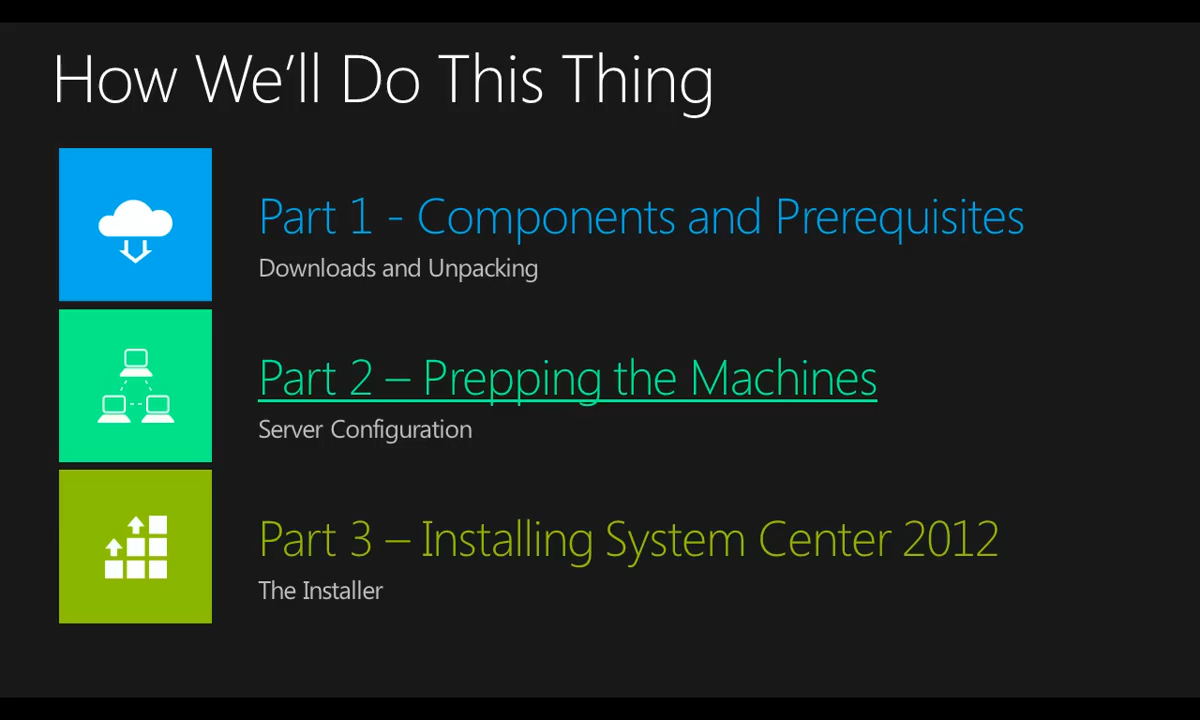 How We'll Do This Thing
Part 1 - Components and Prerequisites
Downloads and Unpacking
Part 2 – Prepping the Machines
Server Configuration
Part 3 – Installing System Center 2012
The Installer